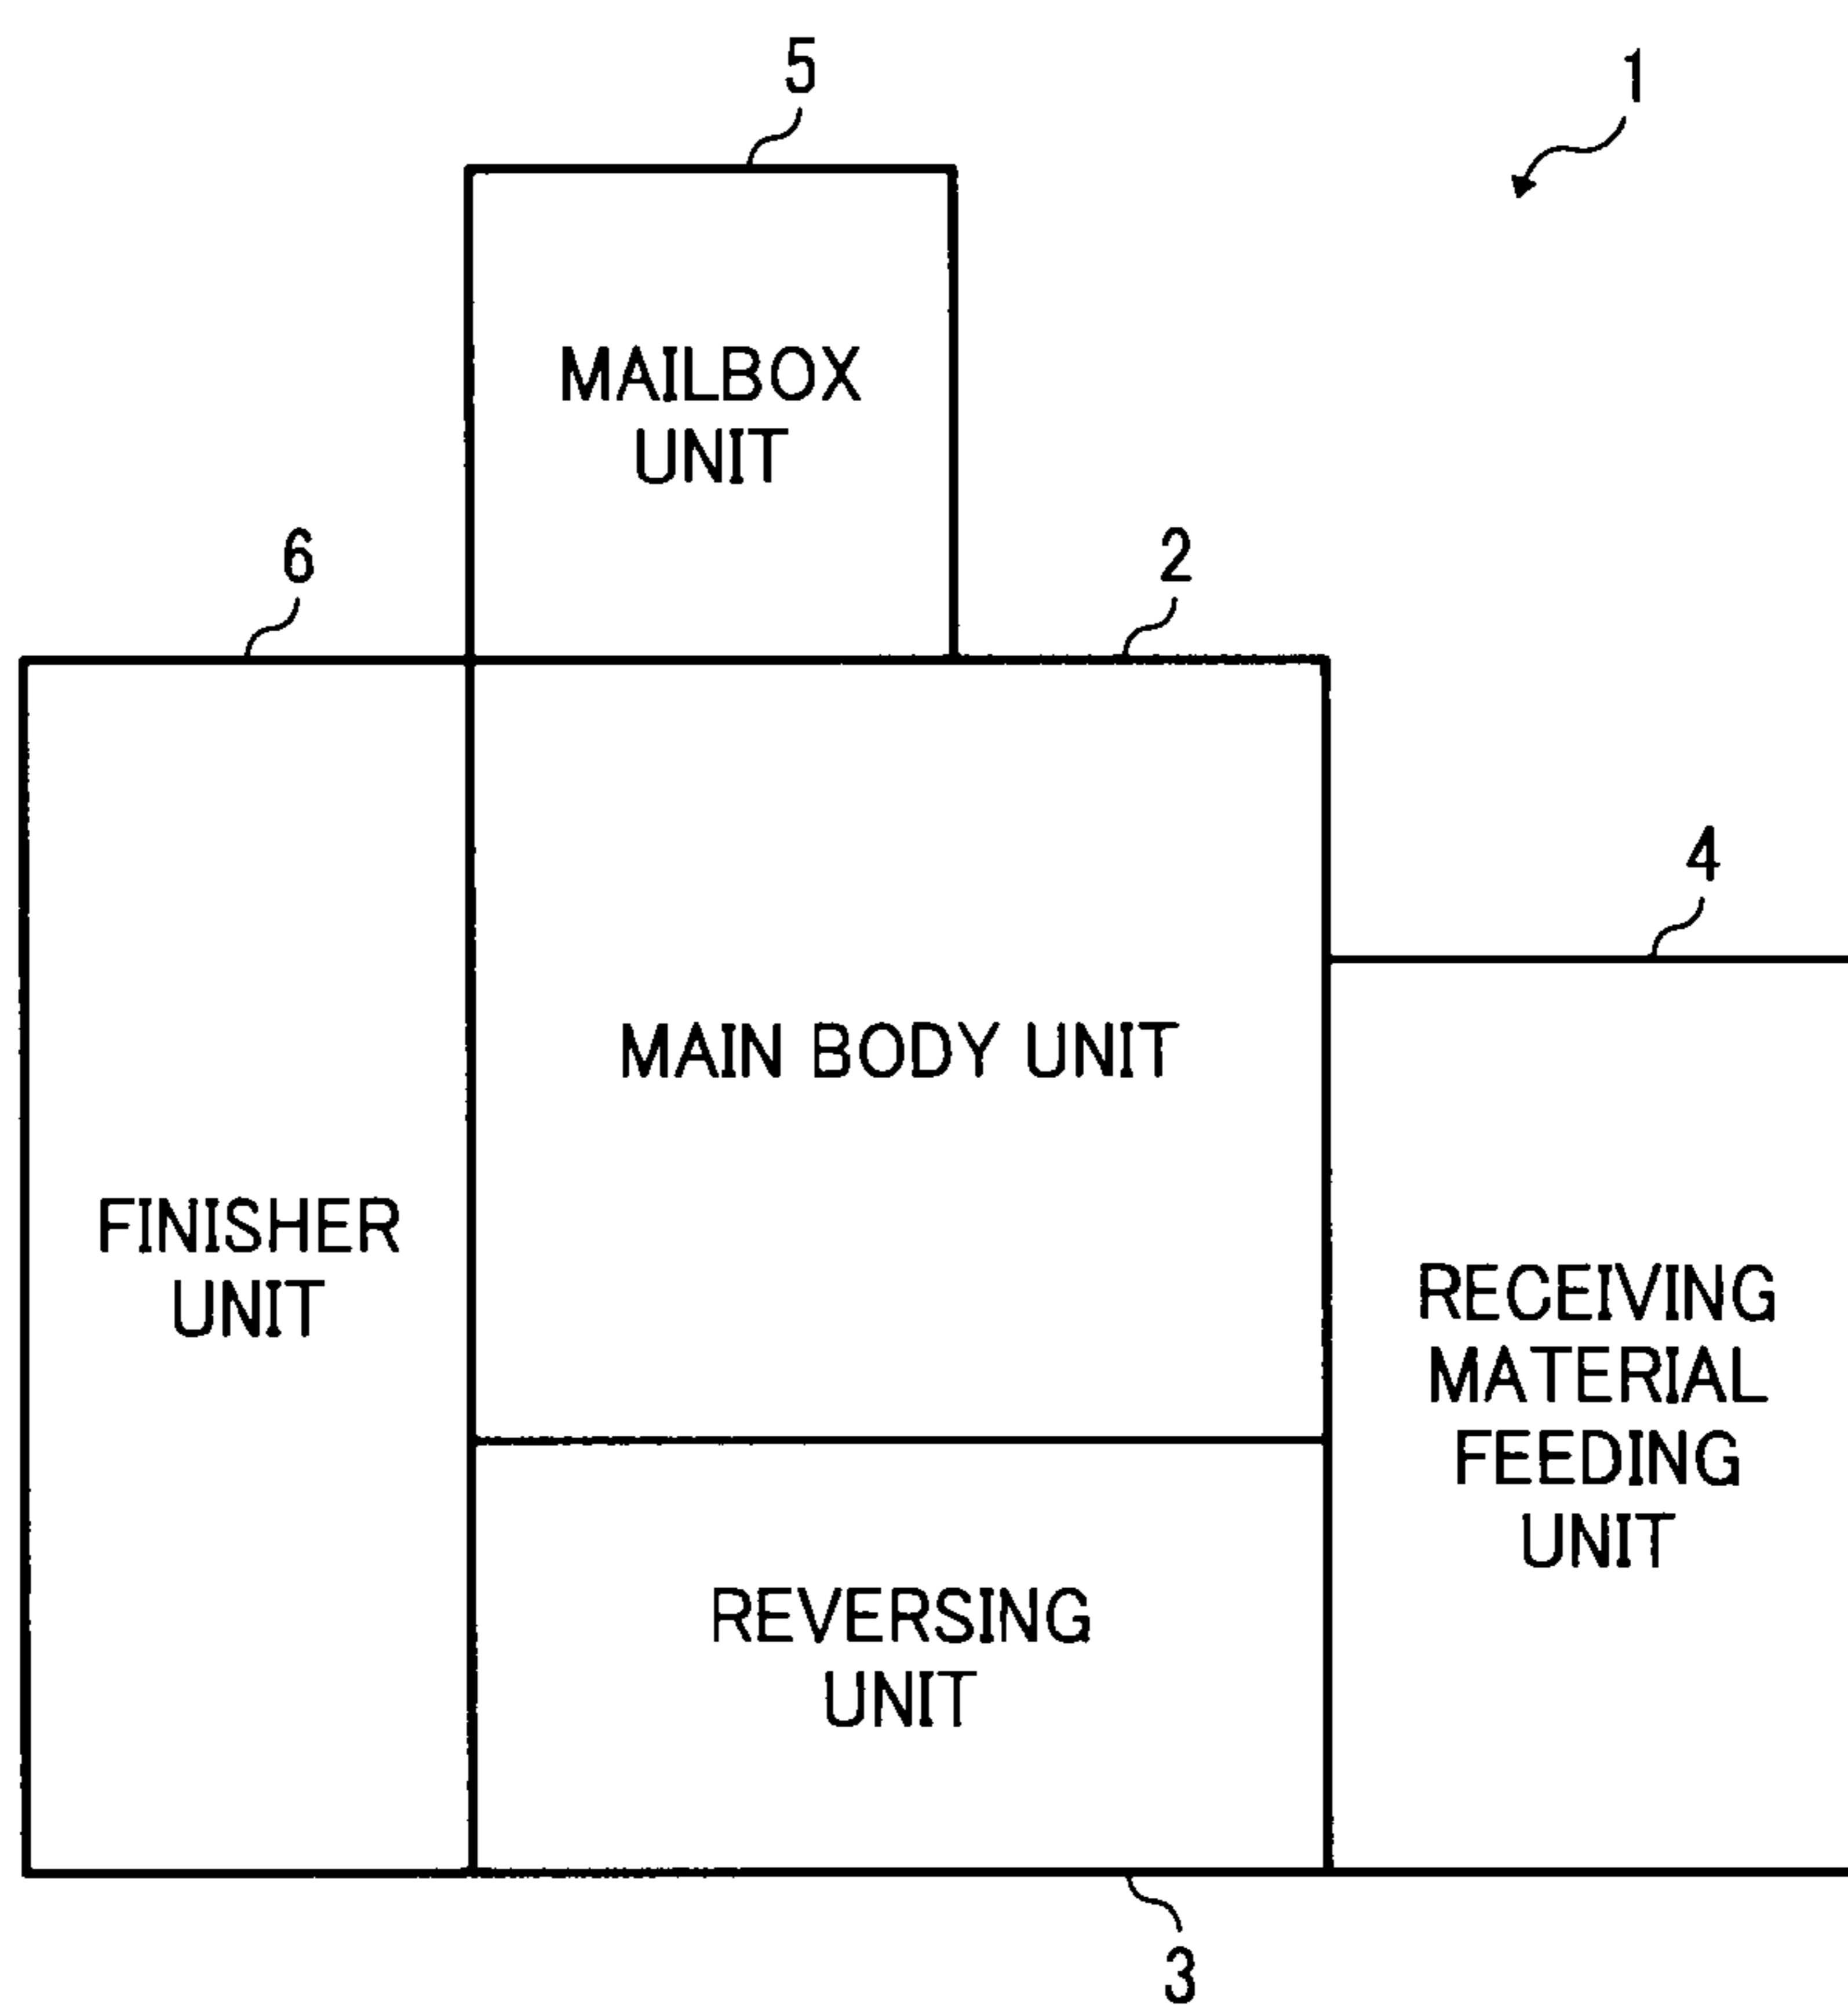 5
1
MAILBOX
UNIT
6
2
4
MAIN BODY UNIT
FINISHER
UNIT
RECEIVING
MATERIAL
FEEDING
UNIT
REVERSING
UNIT
3